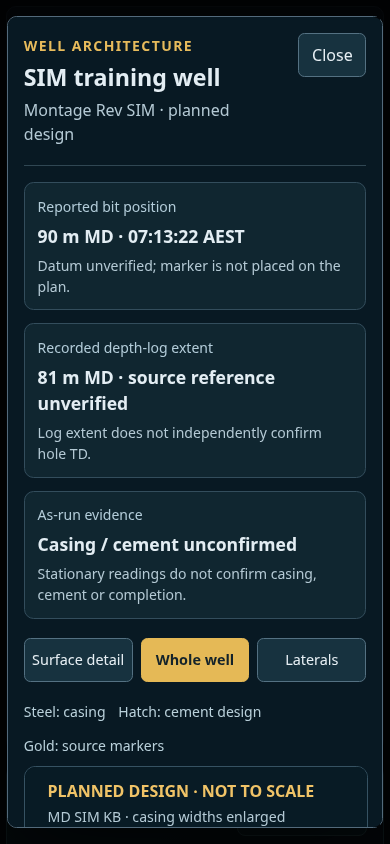 WELL ARCHITECTURE
Close
SIM training well
Montage Rev SIM · planned
design
Reported bit position
90 m MD · 07:13:22 AEST
Datum unverified; marker is not placed on the
plan.
Recorded depth-log extent
81 m MD · source reference
unverified
Log extent does not independently confirm
hole TD.
As-run evidence
Casing / cement unconfirmed
Stationary readings do not confirm casing,
cement or completion.
Surface detail
Whole well
Laterals
Steel: casing Hatch: cement design
Gold: source markers
PLANNED DESIGN · NOT TO SCALE
MD SIM KB · casing widths enlarged